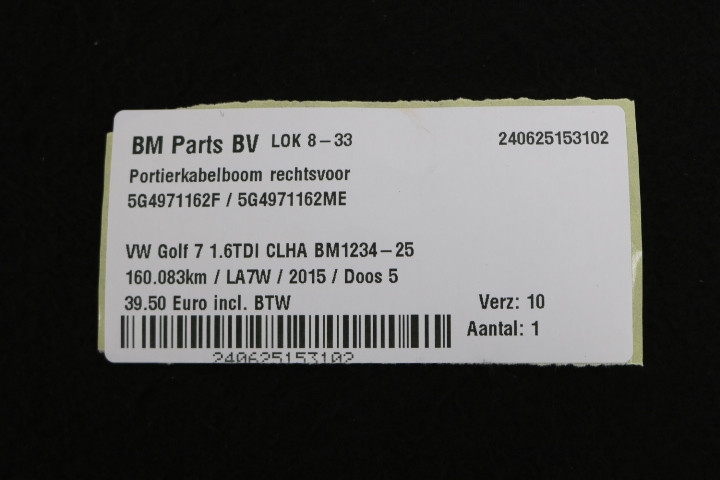 BM Parts BV LOK 8-33 240625153102
Portierkabelboom rechtsvoor
5G4971162F / 5G4971162ME
VW Golf 7 1.6TDI CLHA BM1234-25
160.083km / LA7W / 2015 / Doos 5
39.50 Euro incl. BTW Verz: 10
Aantal: 1
240625153102